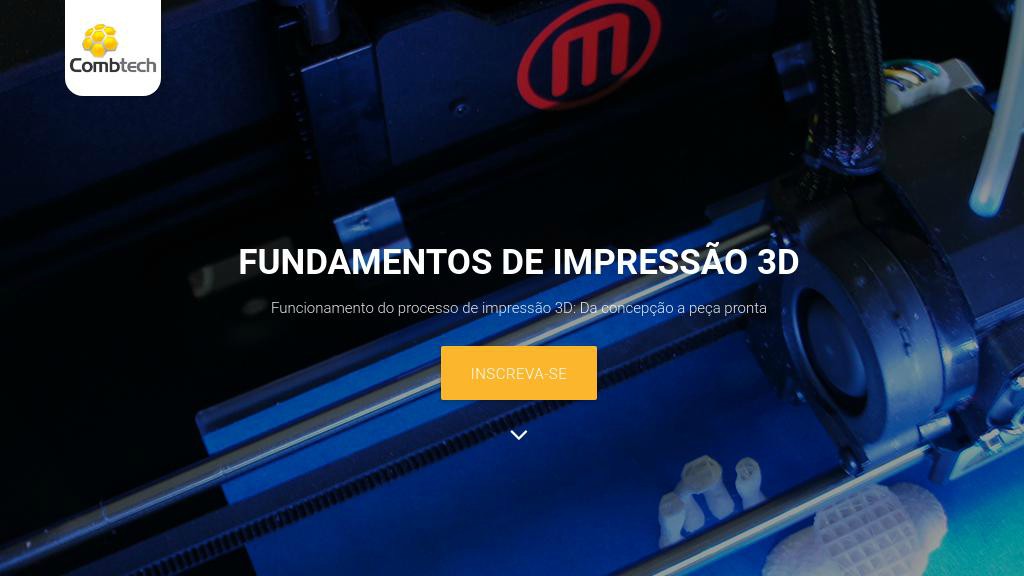 Combtech
FUNDAMENTOS DE IMPRESSÃO 3D
Funcionamento do processo de impressão 3D: Da concepção a peça pronta
INSCREVA-SE